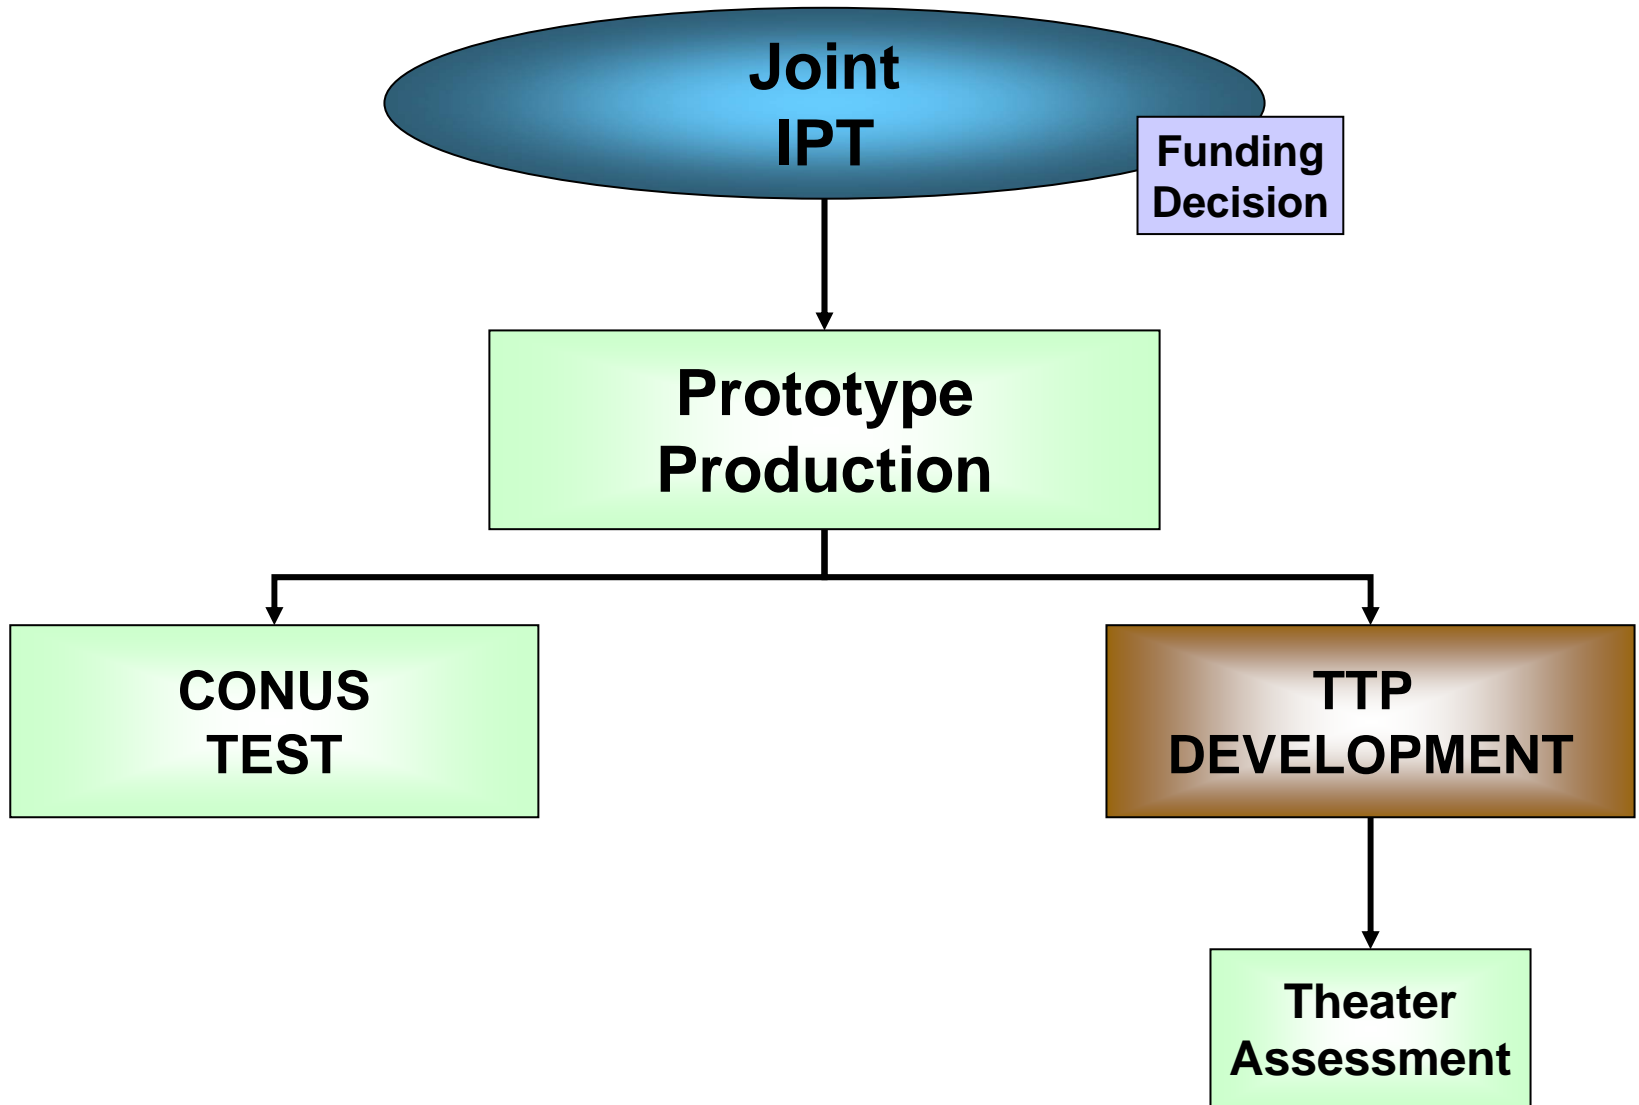 Joint
IPT
Funding
Decision
Prototype
Production
CONUS
TEST
TTP
DEVELOPMENT
Theater
Assessment